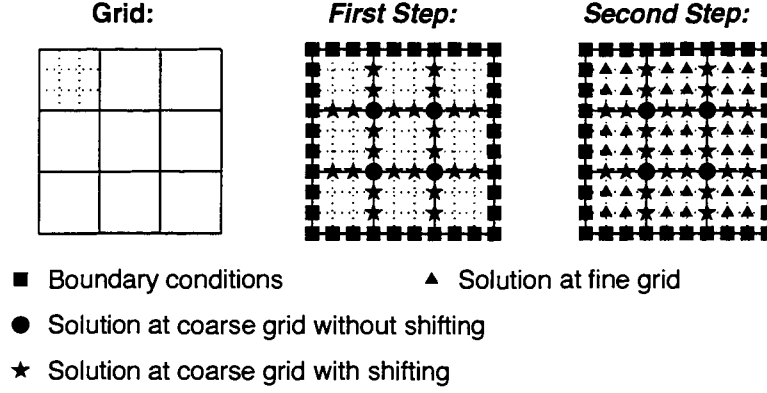 Grid:
First Step:
Second Step:
Boundary conditions
Solution at fine grid
Solution at coarse grid without shifting
Solution at coarse grid with shifting